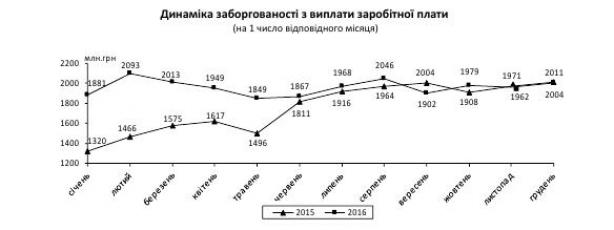 Динаміка заборгованості з виплати заробітної плати
(на 1 число відповідного місяця)
млн.грн
2200
2000
1800
1600
1400
1200
1881 2093 2013 1949 1849 1867 1968 2046 2004 1979 1971 2011
1320 1466 1575 1617 1496 1811 1916 1964 1902 1908 1962 2004
січень лютий березень квітень травень червень липень серпень вересень жовтень листопад грудень
2015 2016